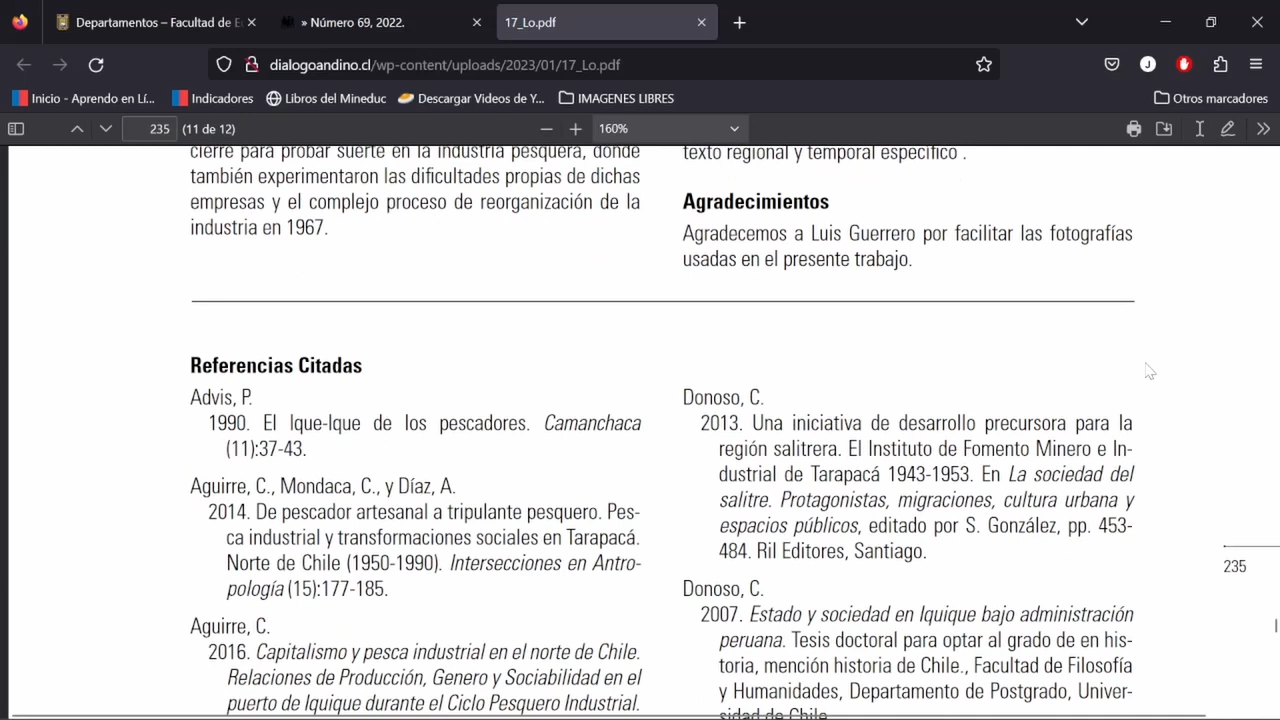 Departamentos — Facultad de E
» Número 69, 2022.
17_Lo.pdf
dialogoandino.cl/wp-content/uploads/2023/01/17_Lo.pdf
J
Inicio - Aprendo en Lí...
Indicadores
Libros del Mineduc
Descargar Videos de Y...
IMAGENES LIBRES
Otros marcadores
235 (11 de 12)
160%
cierre para probar suerte en la industria pesquera, donde
también experimentaron las dificultades propias de dichas
empresas y el complejo proceso de reorganización de la
industria en 1967.
texto regional y temporal específico .
Agradecimientos
Agradecemos a Luis Guerrero por facilitar las fotografías
usadas en el presente trabajo.
Referencias Citadas
Advis, P.
1990. El Ique-Ique de los pescadores. Camanchaca
(11):37-43.
Aguirre, C., Mondaca, C., y Díaz, A.
2014. De pescador artesanal a tripulante pesquero. Pes-
ca industrial y transformaciones sociales en Tarapacá.
Norte de Chile (1950-1990). Intersecciones en Antro-
pología (15):177-185.
Aguirre, C.
2016. Capitalismo y pesca industrial en el norte de Chile.
Relaciones de Producción, Genero y Sociabilidad en el
puerto de Iquique durante el Ciclo Pesquero Industrial.
Donoso, C.
2013. Una iniciativa de desarrollo precursora para la
región salitrera. El Instituto de Fomento Minero e In-
dustrial de Tarapacá 1943-1953. En La sociedad del
salitre. Protagonistas, migraciones, cultura urbana y
espacios públicos, editado por S. González, pp. 453-
484. Ril Editores, Santiago.
Donoso, C.
2007. Estado y sociedad en Iquique bajo administración
peruana. Tesis doctoral para optar al grado de en his-
toria, mención historia de Chile., Facultad de Filosofía
y Humanidades, Departamento de Postgrado, Univer-
sidad de Chile
235